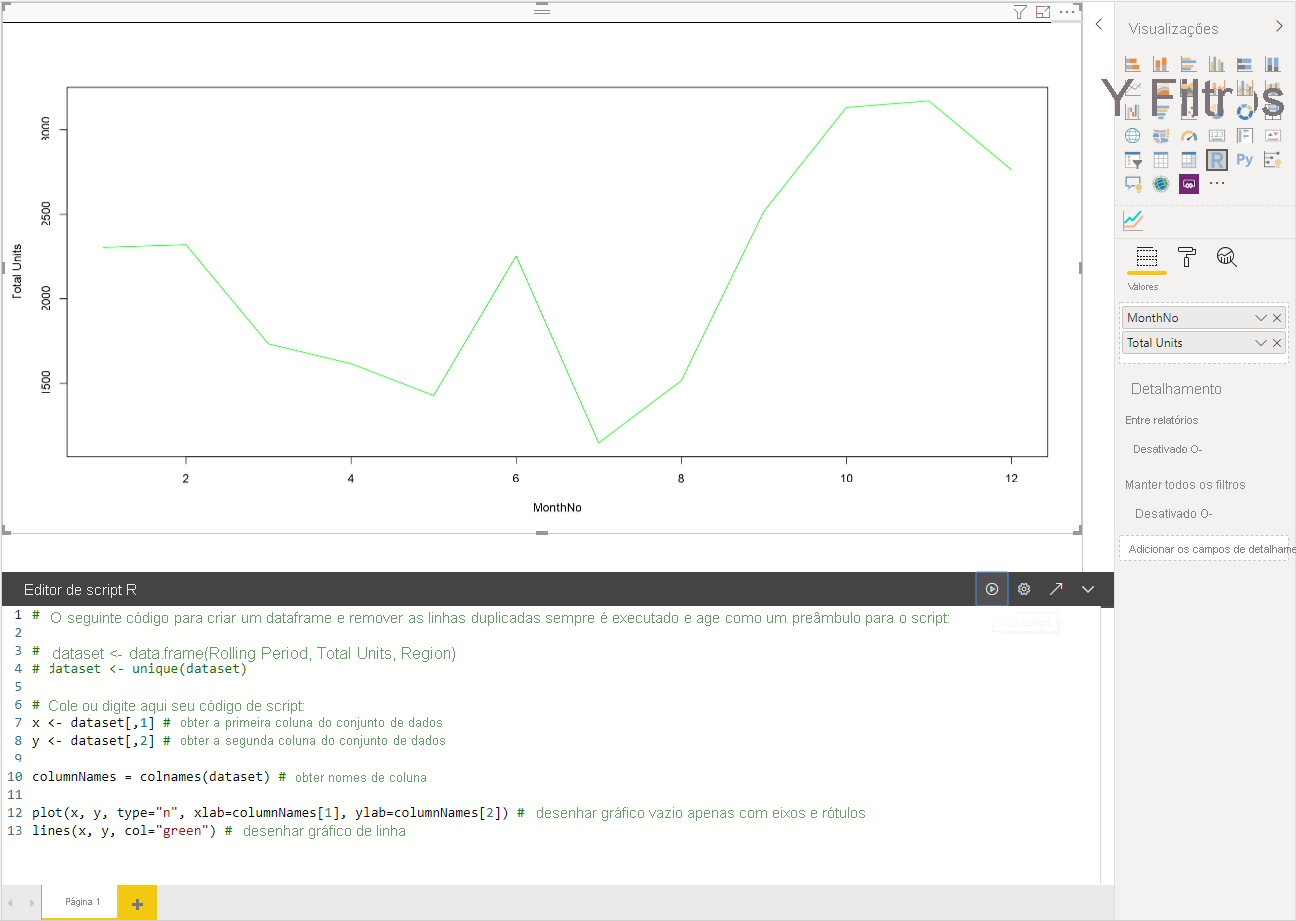 Visualizações
Y Filtros
123
R
Py
Valores
MonthNo
Total Units
Detalhamento
Entre relatórios
Desativado O-
Manter todos os filtros
Desativado O-
Adicionar os campos de detalhame
3000
2500
2000
1500
Total Units
2 4 6 8 10 12
MonthNo
Editor de script R
1 # O seguinte código para criar um dataframe e remover as linhas duplicadas sempre é executado e age como um preâmbulo para o script:
2
3 # dataset <- data.frame(Rolling Period, Total Units, Region)
4 # dataset <- unique(dataset)
5
6 # Cole ou digite aqui seu código de script:
7 x <- dataset[,1] # obter a primeira coluna do conjunto de dados
8 y <- dataset[,2] # obter a segunda coluna do conjunto de dados
9
10 columnNames = colnames(dataset) # obter nomes de coluna
11
12 plot(x, y, type="n", xlab=columnNames[1], ylab=columnNames[2]) # desenhar gráfico vazio apenas com eixos e rótulos
13 lines(x, y, col="green") # desenhar gráfico de linha
Página 1